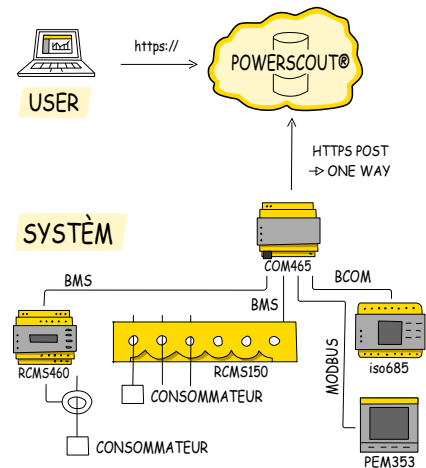 https://
POWERSCOUT®
USER
HTTPS POST
ONE WAY
SYSTÈM
COM465
BMS
BCOM
BMS
RCMS460
RCMS150
MODBUS
iso685
CONSOMMATEUR
CONSOMMATEUR
PEM353